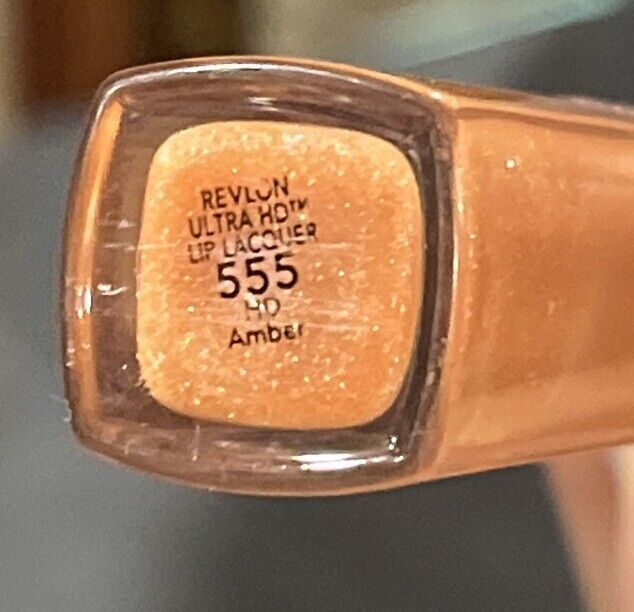 REVLON
ULTRA HD™
LIP LACQUER
555
HD
Amber